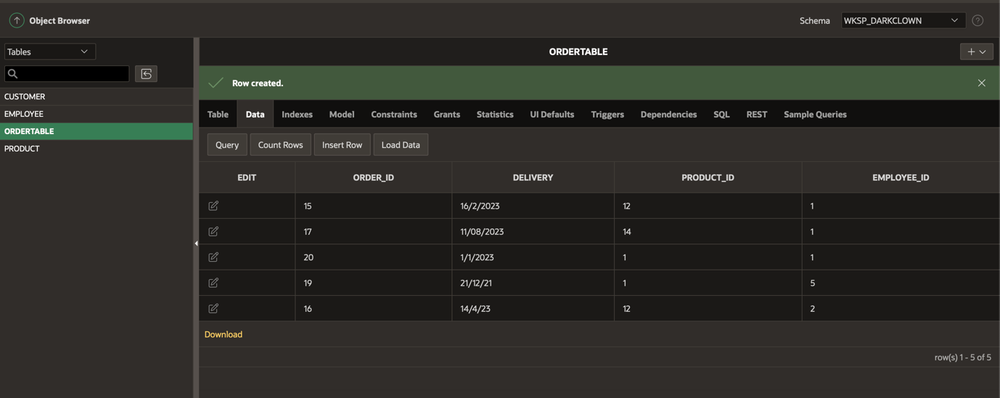 Object Browser
Schema
WKSP_DARKCLOWN
?
Tables
ORDERTABLE
Row created.
CUSTOMER
EMPLOYEE
ORDERTABLE
PRODUCT
Table Data Indexes Model Constraints Grants Statistics UI Defaults Triggers Dependencies SQL REST Sample Queries
Query Count Rows Insert Row Load Data
EDIT ORDER_ID DELIVERY PRODUCT_ID EMPLOYEE_ID
15 16/2/2023 12 1
17 11/08/2023 14 1
20 1/1/2023 1 1
19 21/12/21 1 5
16 14/4/23 12 2
Download
row(s) 1 - 5 of 5